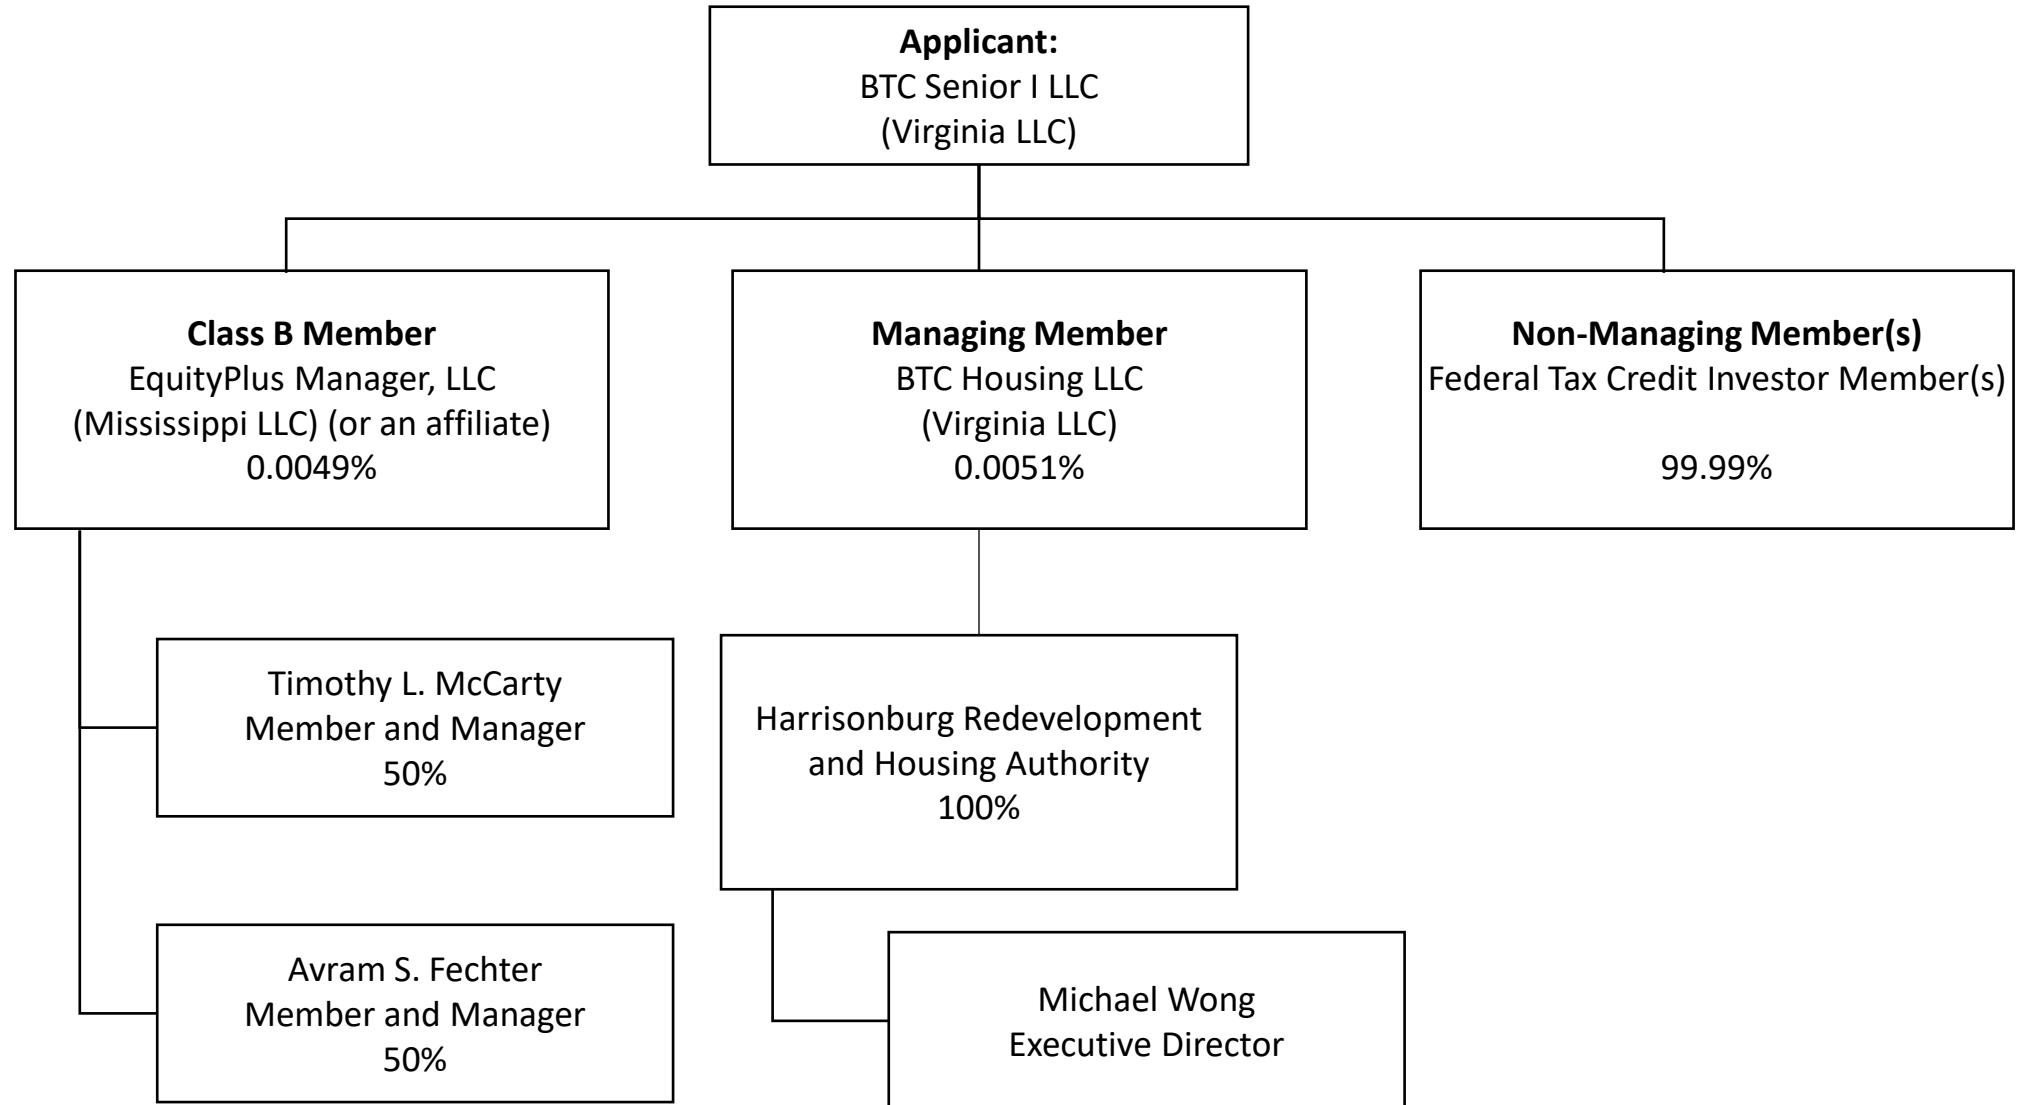 Applicant:
BTC Senior I LLC
(Virginia LLC)
Class B Member
EquityPlus Manager, LLC
(Mississippi LLC) (or an affiliate)
0.0049%
Managing Member
BTC Housing LLC
(Virginia LLC)
0.0051%
Non-Managing Member(s)
Federal Tax Credit Investor Member(s)
99.99%
Timothy L. McCarty
Member and Manager
50%
Harrisonburg Redevelopment
and Housing Authority
100%
Avram S. Fechter
Member and Manager
50%
Michael Wong
Executive Director